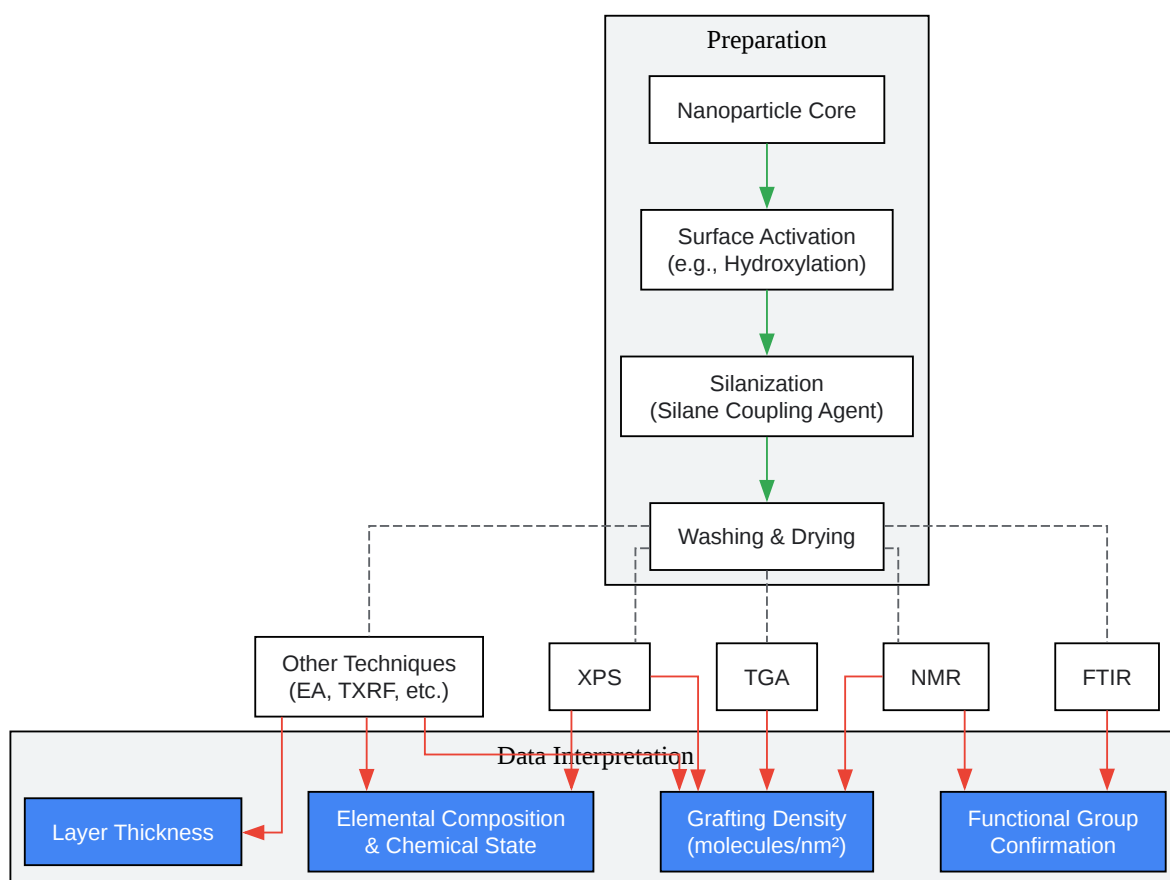 Preparation
Nanoparticle Core
Surface Activation
(e.g., Hydroxylation)
Silanization
(Silane Coupling Agent)
Washing & Drying
Other Techniques
(EA, TXRF, etc.)
XPS
TGA
NMR
FTIR
Data Interpretation
Layer Thickness
Elemental Composition
& Chemical State
Grafting Density
(molecules/nm²)
Functional Group
Confirmation